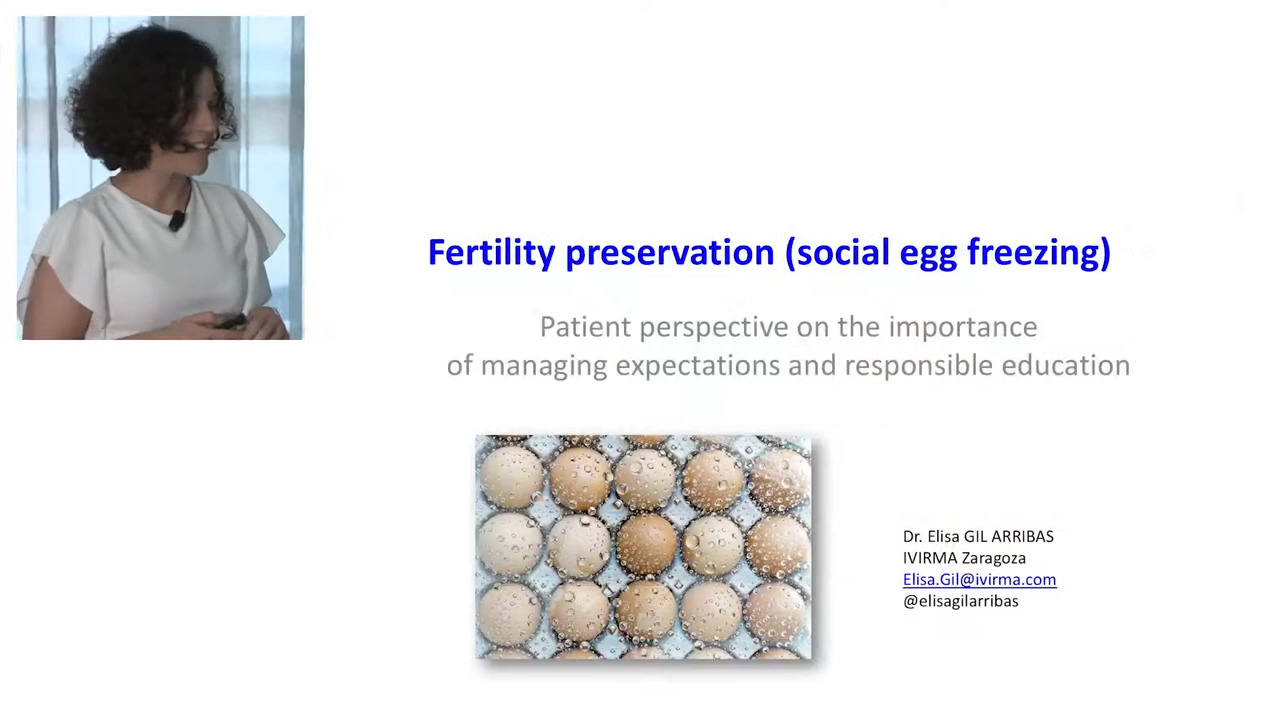 Fertility preservation (social egg freezing)
Patient perspective on the importance
of managing expectations and responsible education
Dr. Elisa GIL ARRIBAS
IVIRMA Zaragoza
Elisa.Gil@ivirma.com
@elisagilarribas